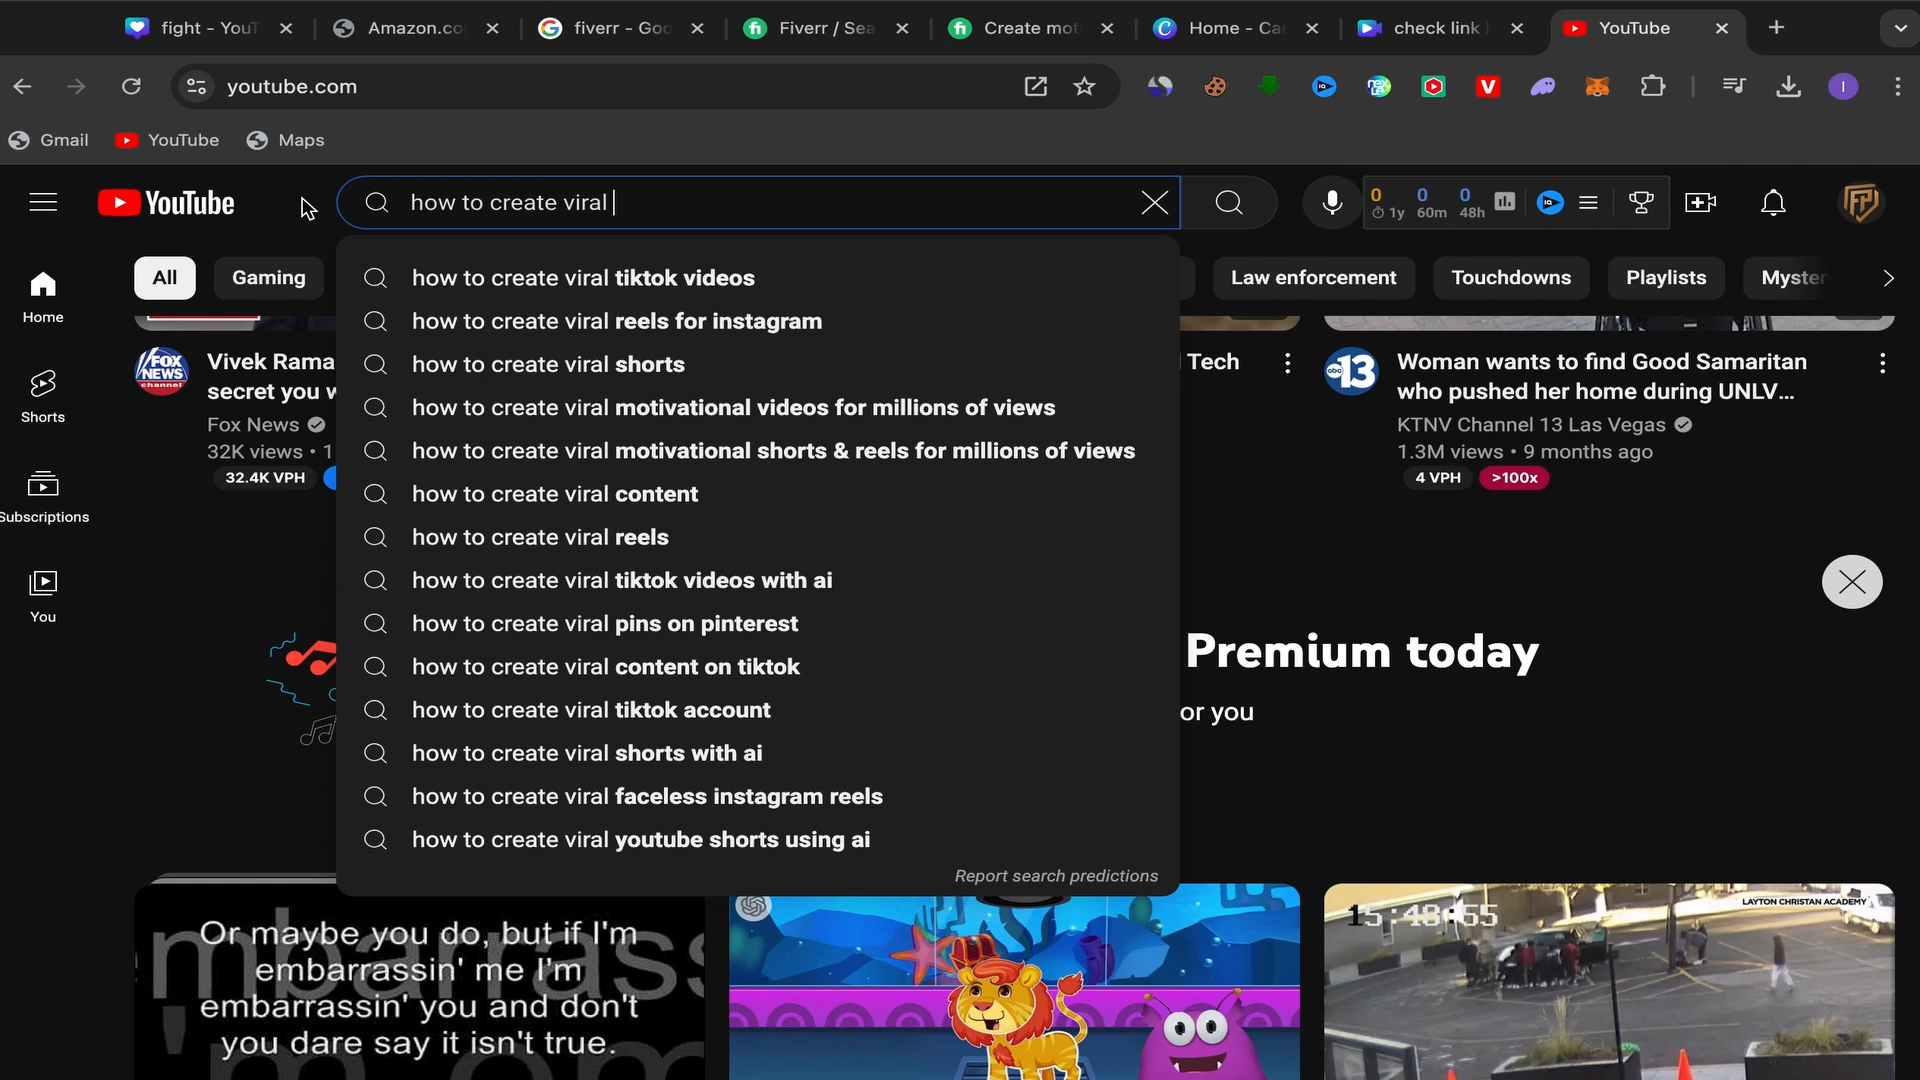 fight - YouT
Amazon.co
fiverr - Goo
Fiverr / Sea
Create mot
Home - Ca
check link i
YouTube
youtube.com
Gmail
YouTube
Maps
YouTube
how to create viral
0 0 0
1y 60m 48h
All
Gaming
Law enforcement
Touchdowns
Playlists
Myster
Home
Shorts
Subscriptions
You
how to create viral tiktok videos
how to create viral reels for instagram
how to create viral shorts
how to create viral motivational videos for millions of views
how to create viral motivational shorts & reels for millions of views
how to create viral content
how to create viral reels
how to create viral tiktok videos with ai
how to create viral pins on pinterest
how to create viral content on tiktok
how to create viral tiktok account
how to create viral shorts with ai
how to create viral faceless instagram reels
how to create viral youtube shorts using ai
Report search predictions
FOX NEWS channel
Vivek Rama
secret you w
Fox News
32K views • 1
32.4K VPH
Tech
abc 13
Woman wants to find Good Samaritan
who pushed her home during UNLV...
KTNV Channel 13 Las Vegas
1.3M views • 9 months ago
4 VPH
>100x
Premium today
or you
Or maybe you do, but if I'm
embarrassin' me I'm
embarrassin' you and don't
you dare say it isn't true.
15:48:55
LAYTON CHRISTIAN ACADEMY